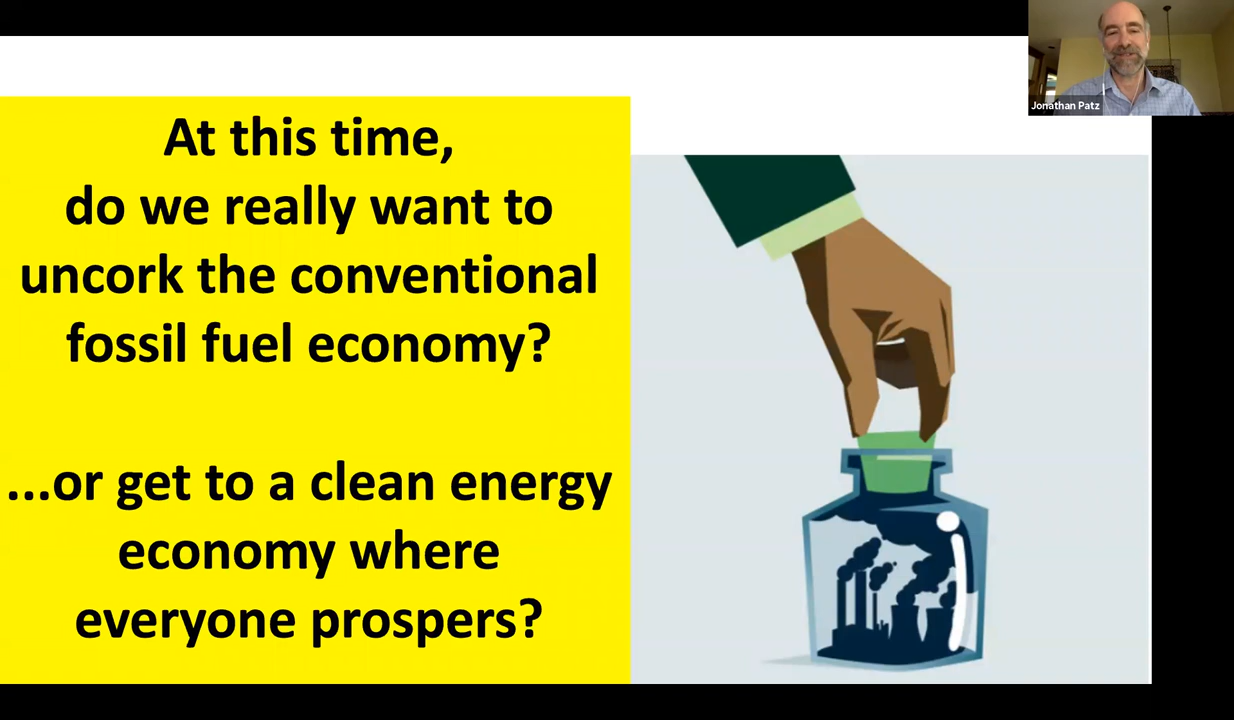 Jonathan Patz
At this time,
do we really want to
uncork the conventional
fossil fuel economy?
...or get to a clean energy
economy where
everyone prospers?